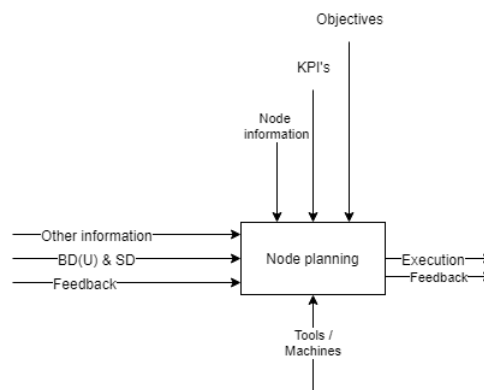 Objectives
KPI's
Node
information
Other information
BD(U) & SD
Feedback
Node planning
Execution
Feedback
Tools /
Machines